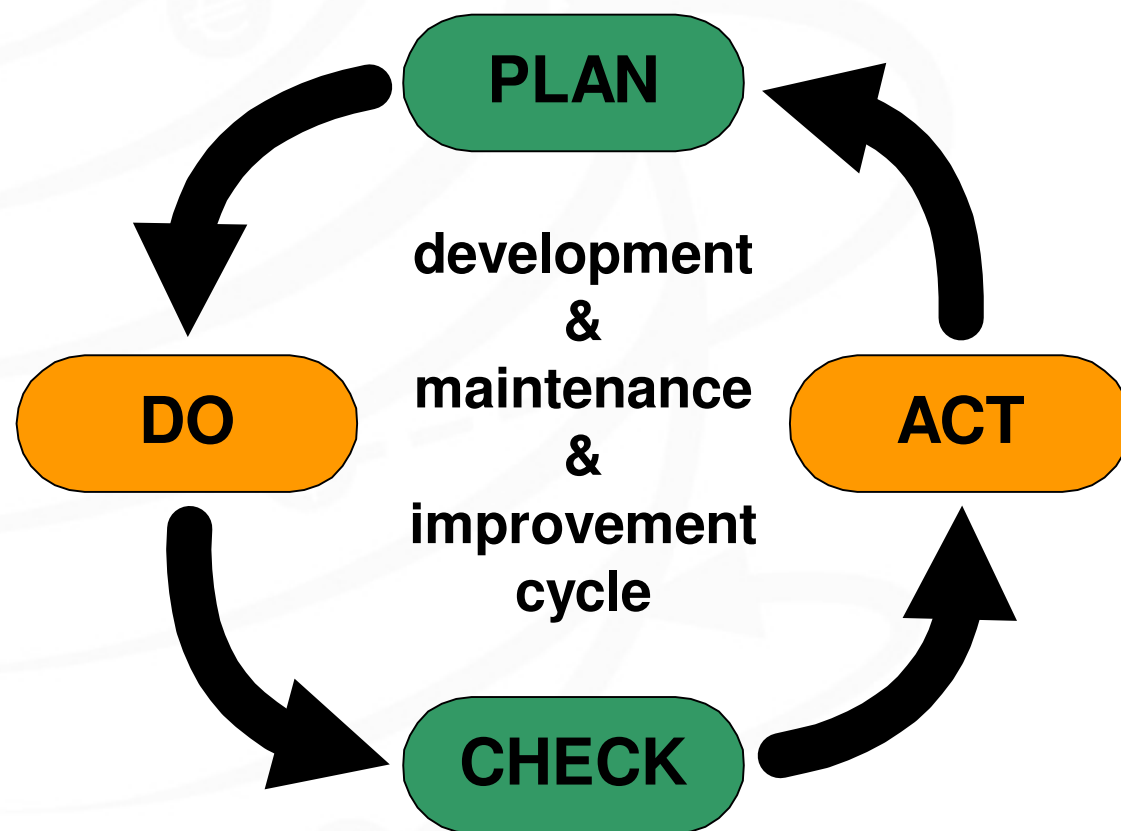 PLAN
development
&
maintenance
&
improvement
cycle
DO
ACT
CHECK